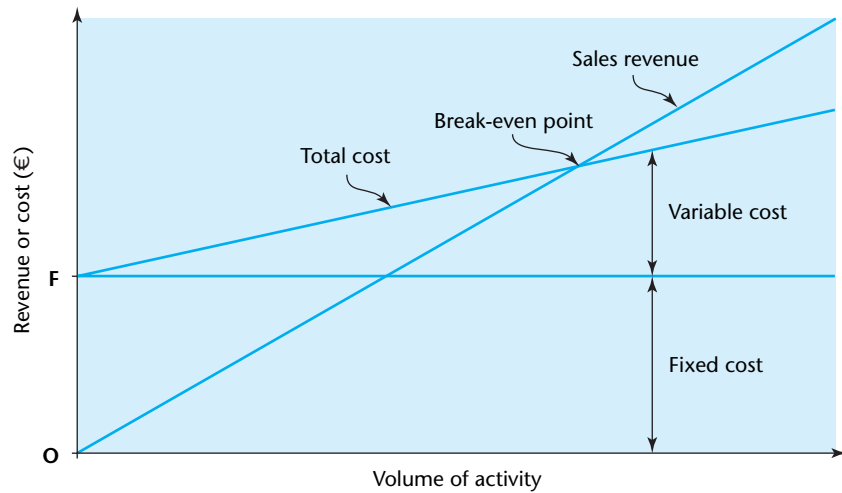 Sales revenue
Break-even point
Total cost
Variable cost
Revenue or cost (€)
F
Fixed cost
O
Volume of activity